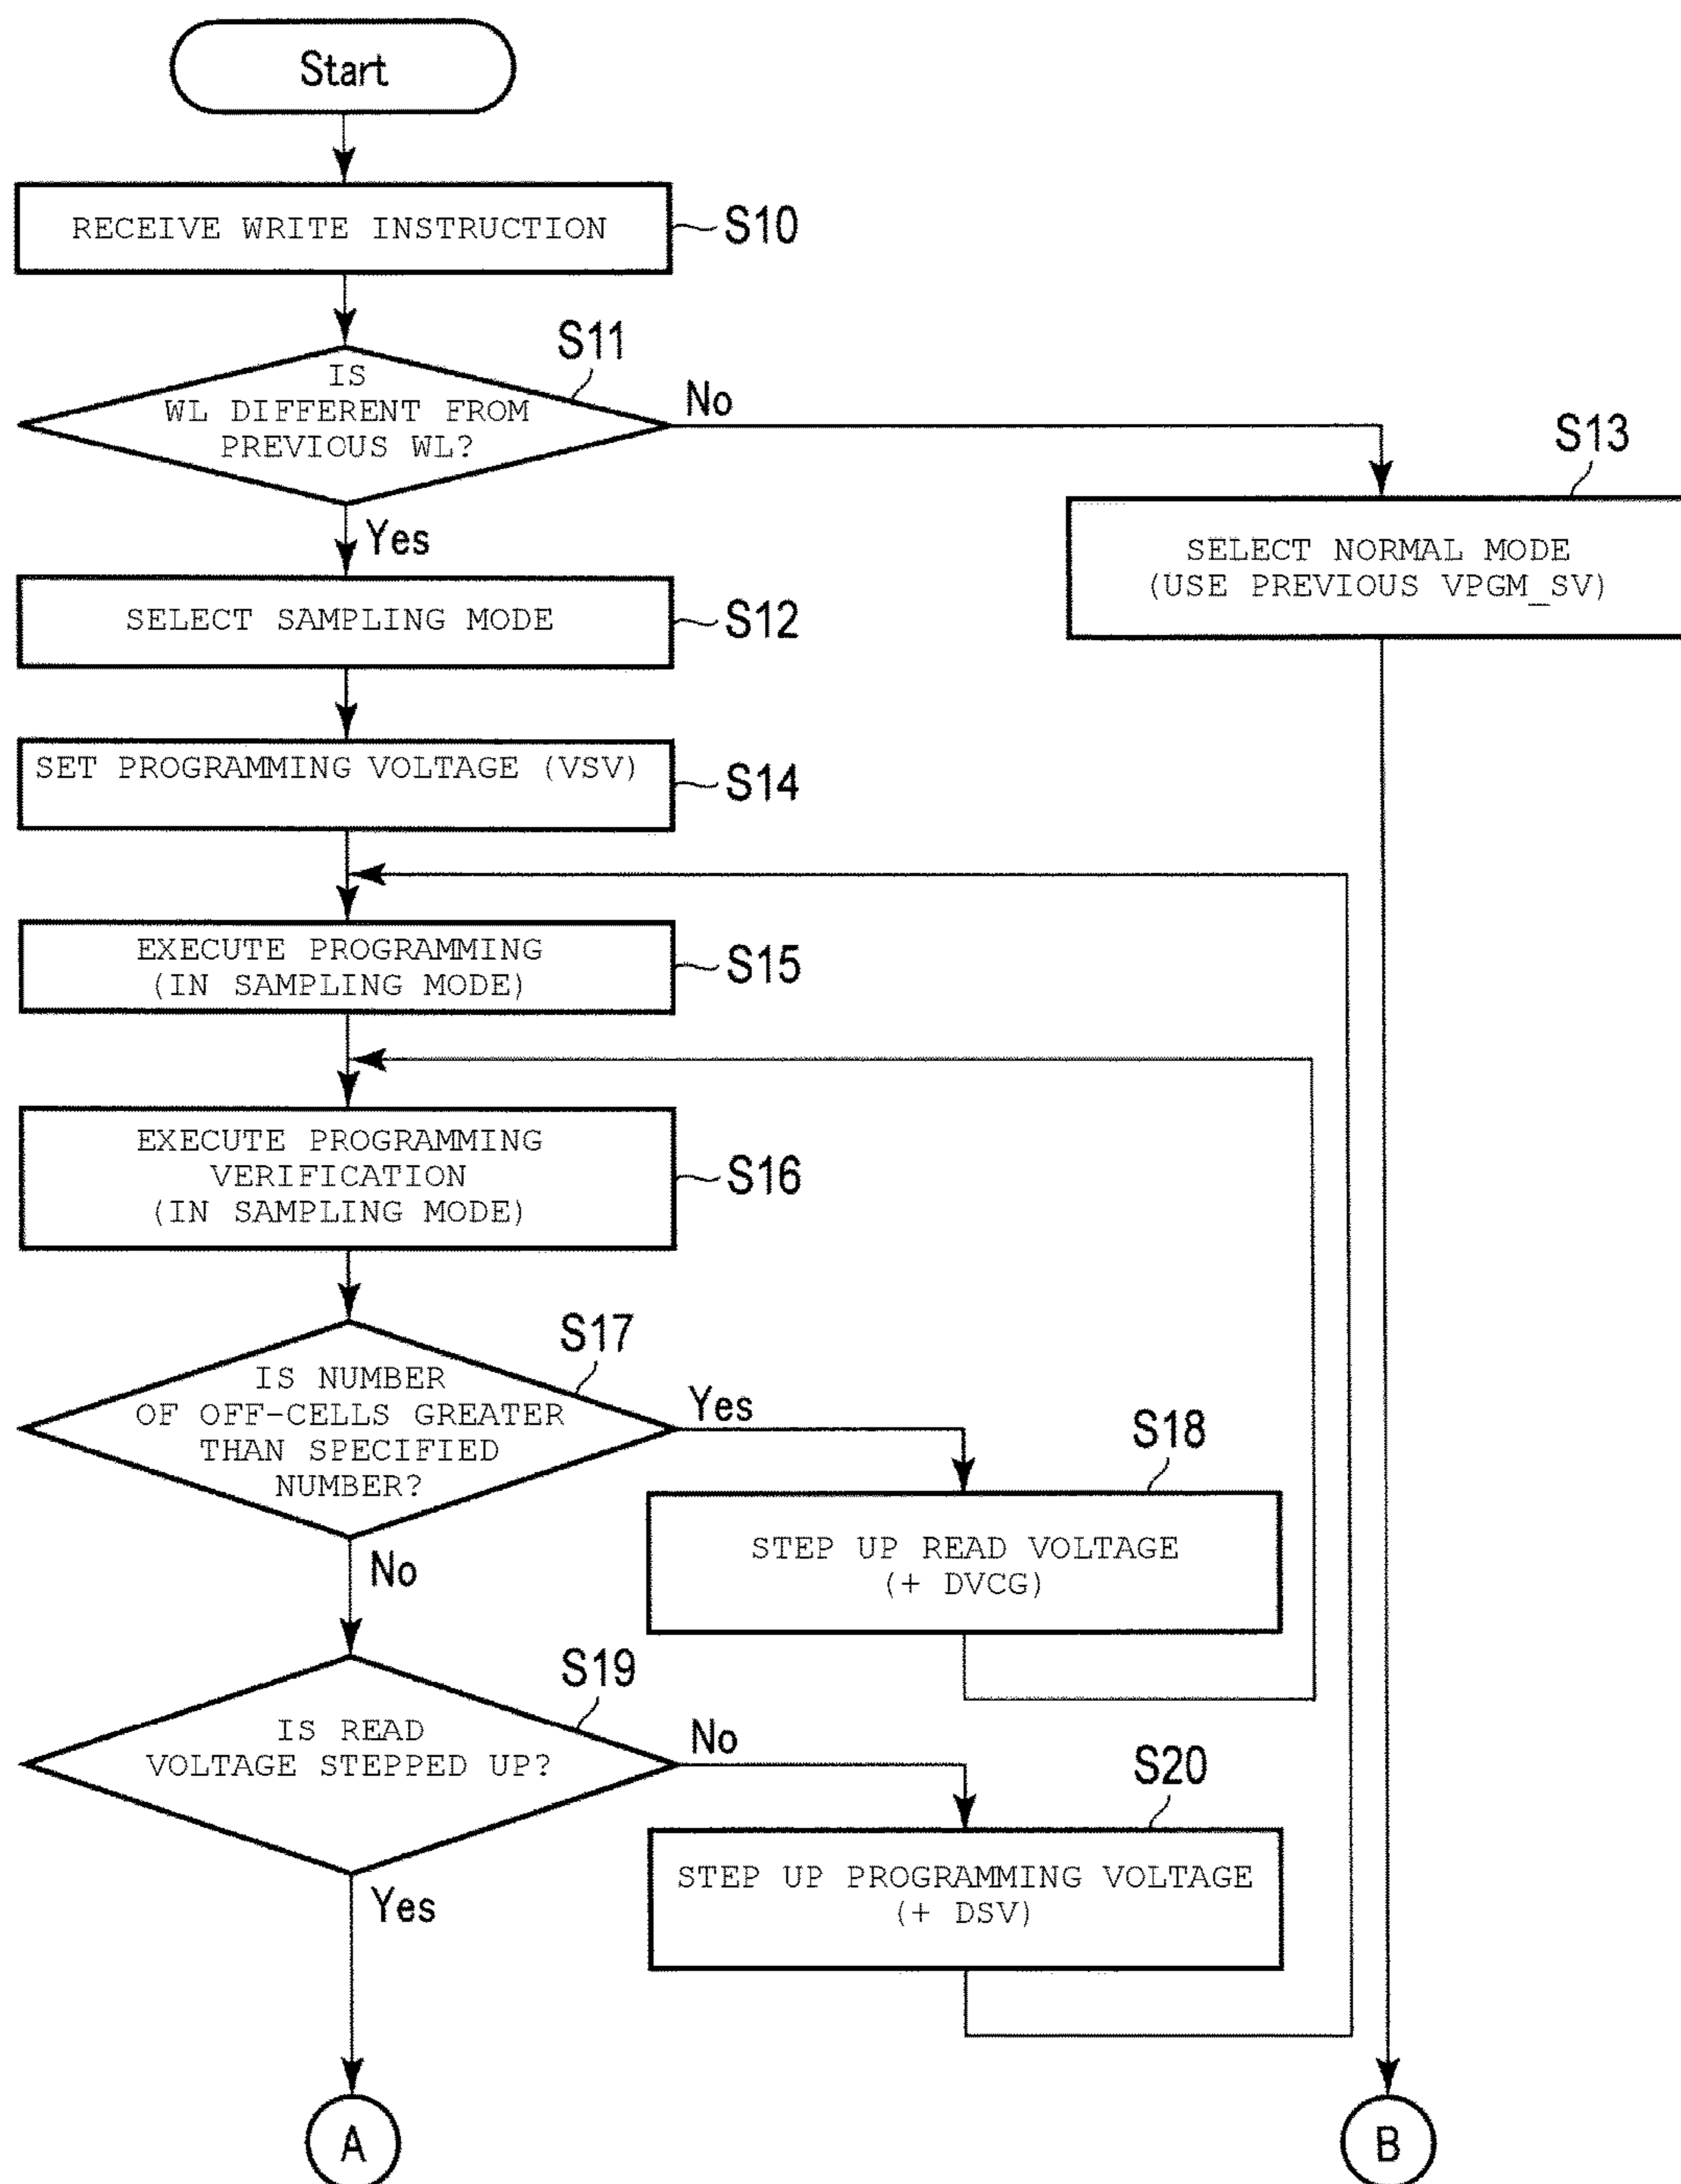 Start
RECEIVE WRITE INSTRUCTION
S10
S11
IS
WL DIFFERENT FROM
PREVIOUS WL?
No
Yes
S13
SELECT NORMAL MODE
(USE PREVIOUS VPGM_SV)
SELECT SAMPLING MODE
S12
SET PROGRAMMING VOLTAGE (VSV)
S14
EXECUTE PROGRAMMING
(IN SAMPLING MODE)
S15
EXECUTE PROGRAMMING
VERIFICATION
(IN SAMPLING MODE)
S16
S17
IS NUMBER
OF OFF-CELLS GREATER
THAN SPECIFIED
NUMBER?
Yes
No
S18
STEP UP READ VOLTAGE
(+ DVCG)
S19
IS READ
VOLTAGE STEPPED UP?
No
Yes
S20
STEP UP PROGRAMMING VOLTAGE
(+ DSV)
A
B